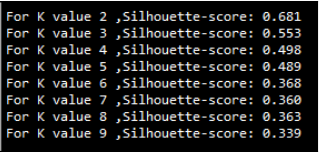 For K value 2 ,Silhouette-score: 0.681
For K value 3 ,Silhouette-score: 0.553
For K value 4 ,Silhouette-score: 0.498
For K value 5 ,Silhouette-score: 0.489
For K value 6 ,Silhouette-score: 0.368
For K value 7 ,Silhouette-score: 0.360
For K value 8 ,Silhouette-score: 0.363
For K value 9 ,Silhouette-score: 0.339